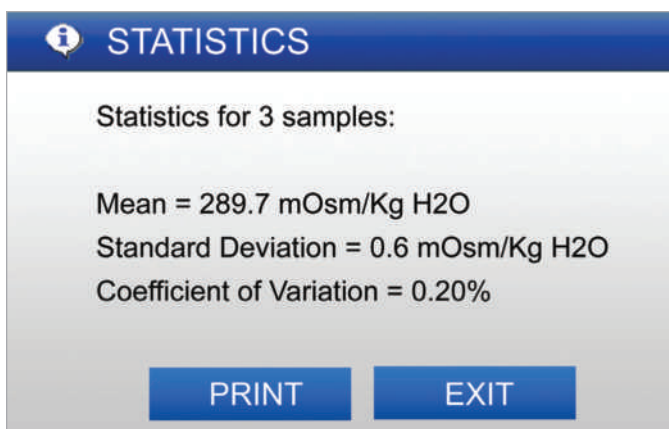 STATISTICS
Statistics for 3 samples:
Mean = 289.7 mOsm/Kg H2O
Standard Deviation = 0.6 mOsm/Kg H2O
Coefficient of Variation = 0.20%
PRINT EXIT